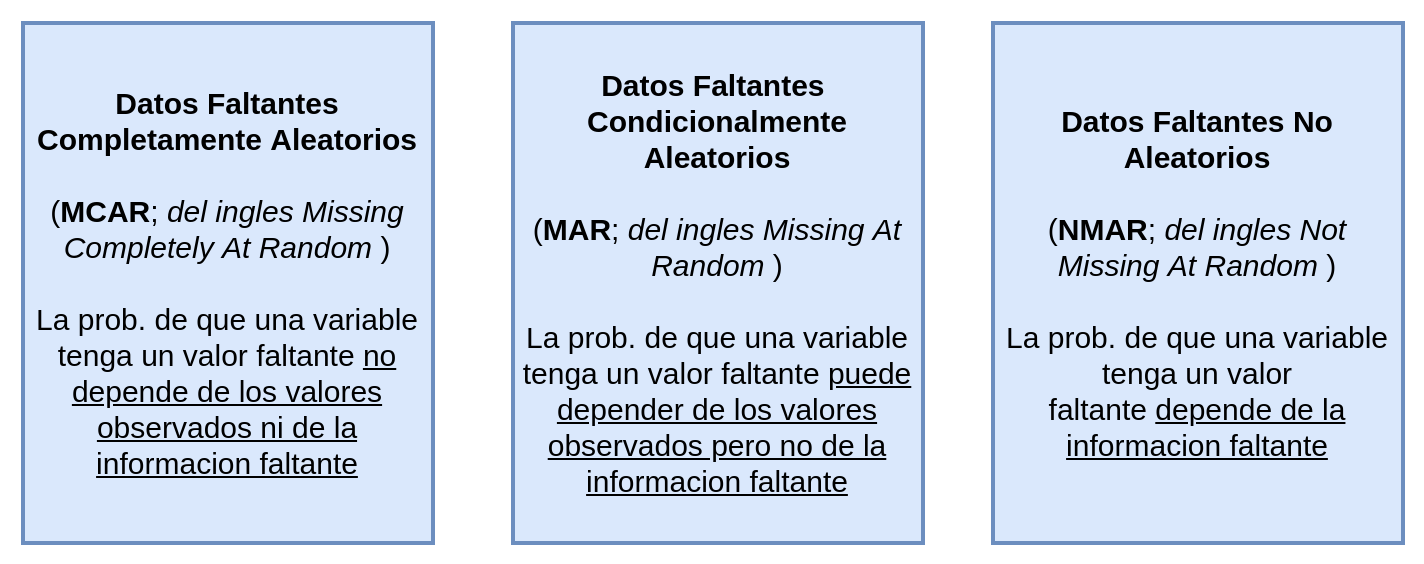 Datos Faltantes
Completamente Aleatorios
(MCAR; del ingles Missing
Completely At Random )
La prob. de que una variable
tenga un valor faltante no
depende de los valores
observados ni de la
informacion faltante
Datos Faltantes
Condicionalmente
Aleatorios
(MAR; del ingles Missing At
Random )
La prob. de que una variable
tenga un valor faltante puede
depender de los valores
observados pero no de la
informacion faltante
Datos Faltantes No
Aleatorios
(NMAR; del ingles Not
Missing At Random )
La prob. de que una variable
tenga un valor
faltante depende de la
informacion faltante